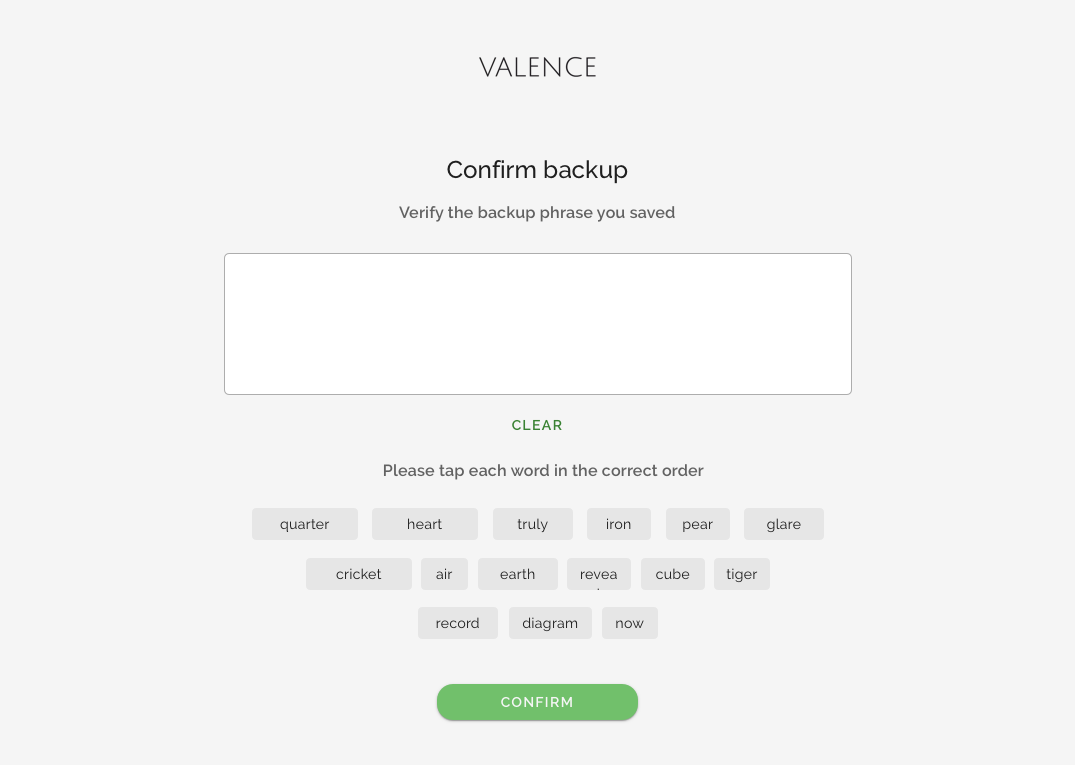 VALENCE
Confirm backup
Verify the backup phrase you saved
CLEAR
Please tap each word in the correct order
quarter heart truly iron pear glare
cricket air earth revea cube tiger
record diagram now
CONFIRM